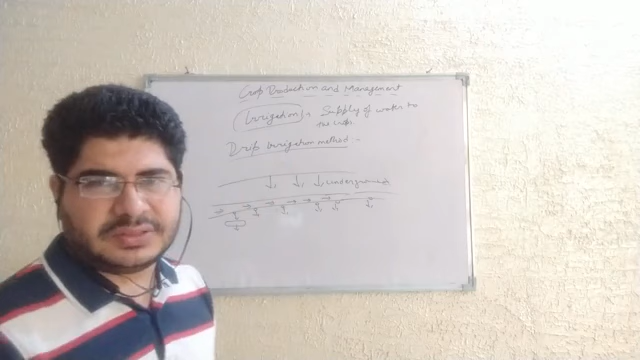 Crop Production and Management
Irrigation:- Supply of water to
the crops
Drip Irrigation method -
underground